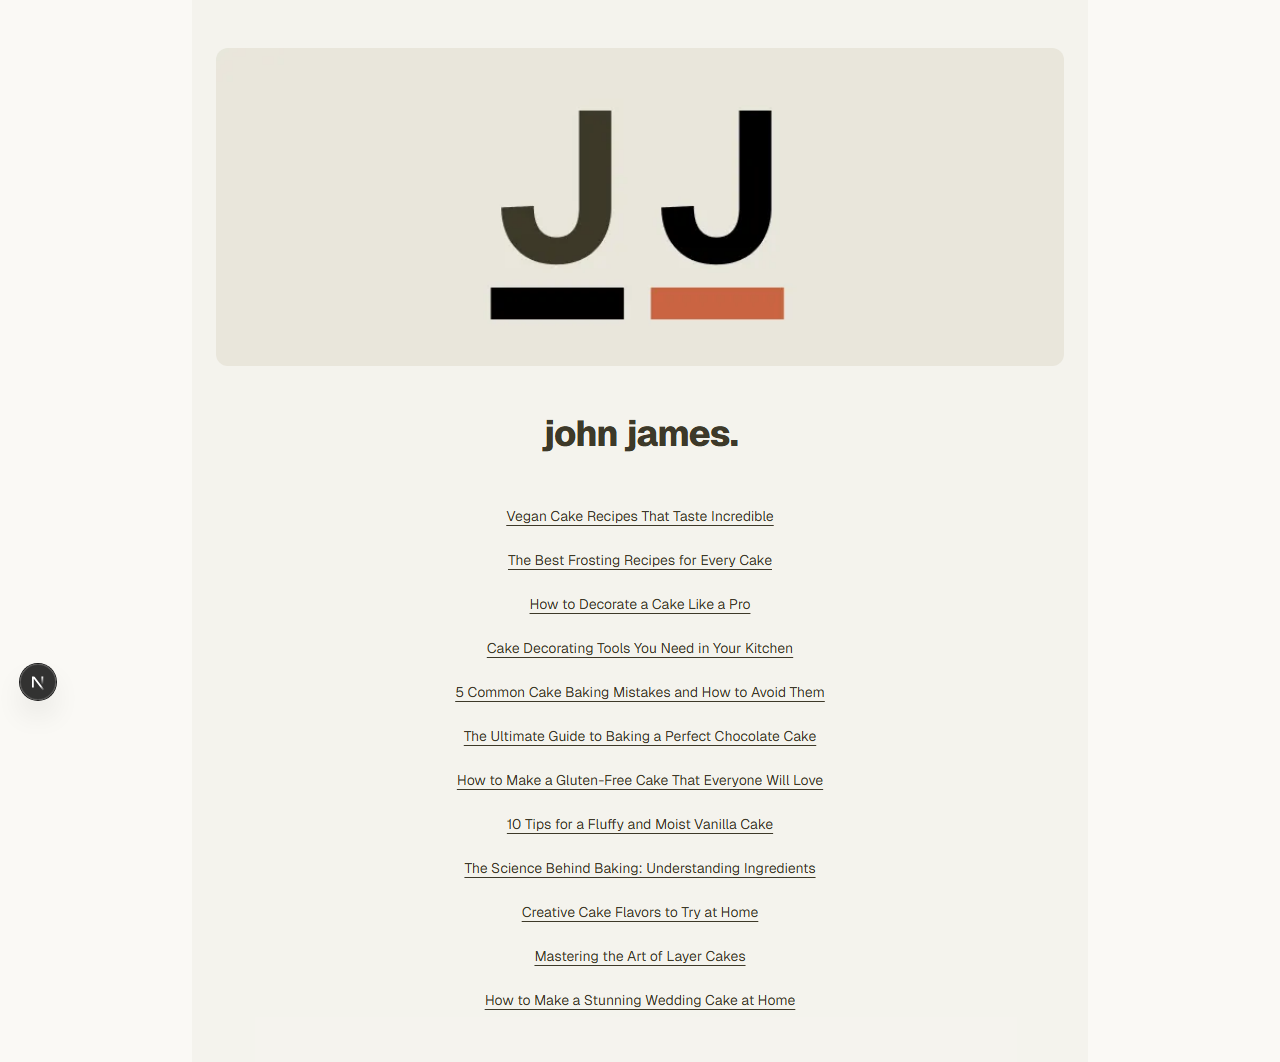 J J
john james.
Vegan Cake Recipes That Taste Incredible
The Best Frosting Recipes for Every Cake
How to Decorate a Cake Like a Pro
Cake Decorating Tools You Need in Your Kitchen
5 Common Cake Baking Mistakes and How to Avoid Them
The Ultimate Guide to Baking a Perfect Chocolate Cake
How to Make a Gluten-Free Cake That Everyone Will Love
10 Tips for a Fluffy and Moist Vanilla Cake
The Science Behind Baking: Understanding Ingredients
Creative Cake Flavors to Try at Home
Mastering the Art of Layer Cakes
How to Make a Stunning Wedding Cake at Home
N